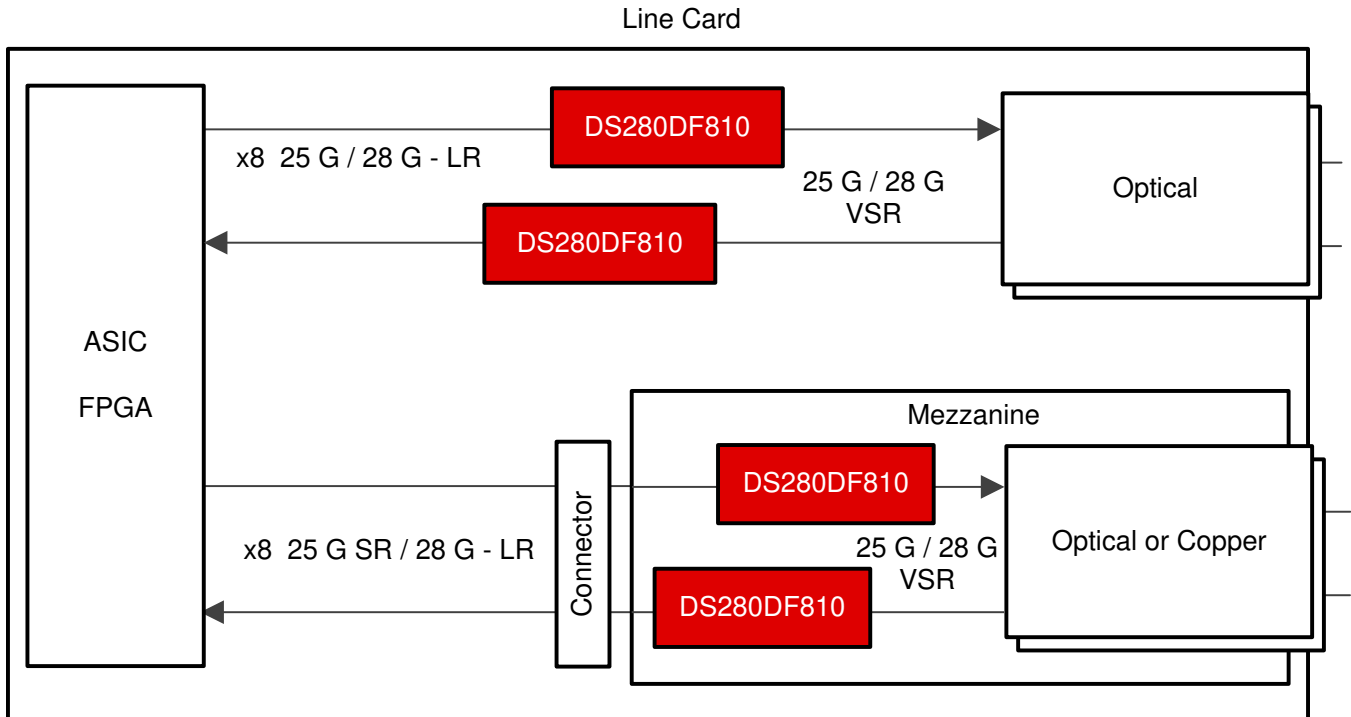 Line Card
DS280DF810
x8 25 G / 28 G - LR
25 G / 28 G
VSR
Optical
DS280DF810
ASIC
FPGA
Mezzanine
DS280DF810
Connector
x8 25 G SR / 28 G - LR
25 G / 28 G
VSR
Optical or Copper
DS280DF810